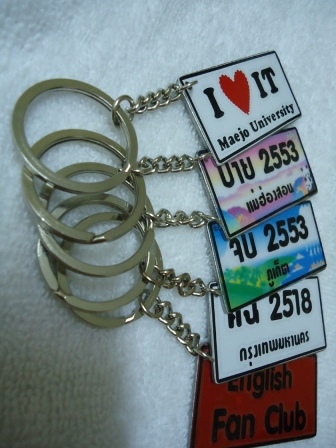 I ♥ IT
Maejo University
ปาย 2553
แม่ฮ่องสอน
จบ 2553
ภูเก็ต
2518
กรุงเทพมหานคร
English
Fan Club